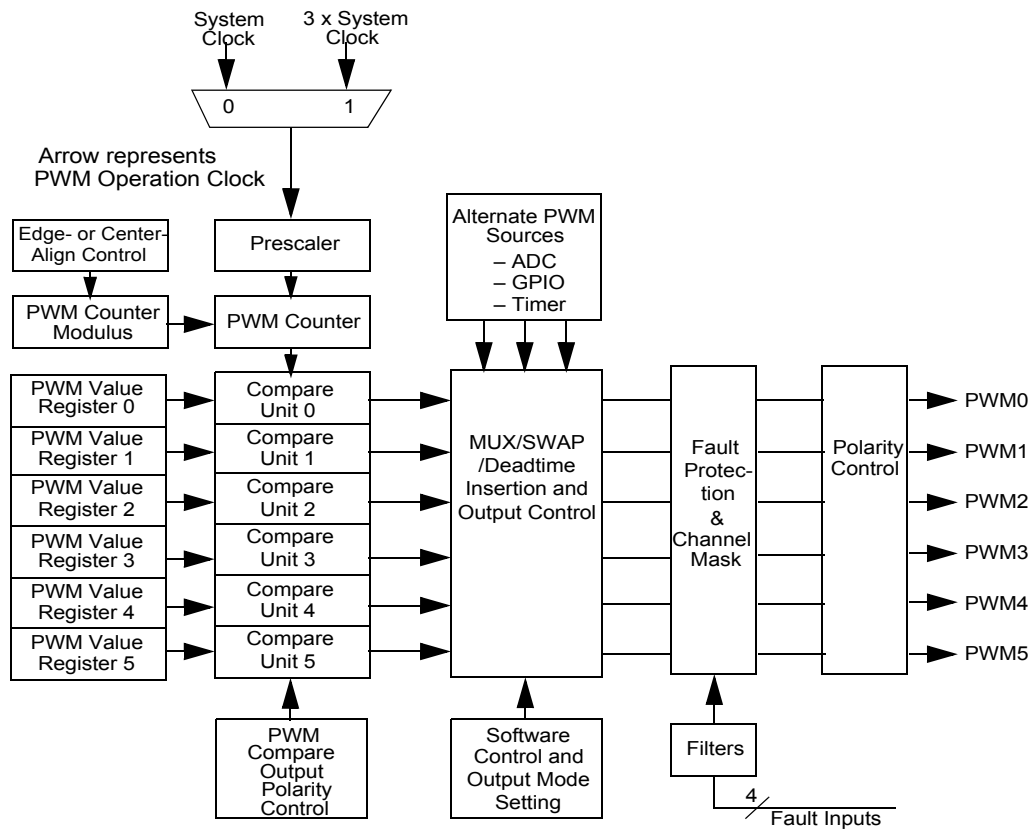 System
Clock
3 x System
Clock
0
1
Arrow represents
PWM Operation Clock
Edge- or Center-
Align Control
Prescaler
Alternate PWM
Sources
– ADC
– GPIO
– Timer
PWM Counter
Modulus
PWM Counter
PWM Value
Register 0
Compare
Unit 0
PWM0
PWM Value
Register 1
Compare
Unit 1
PWM1
PWM Value
Register 2
Compare
Unit 2
PWM2
PWM Value
Register 3
Compare
Unit 3
PWM3
PWM Value
Register 4
Compare
Unit 4
PWM4
PWM Value
Register 5
Compare
Unit 5
PWM5
MUX/SWAP
/Deadtime
Insertion and
Output Control
Fault
Protec-
tion
&
Channel
Mask
Polarity
Control
PWM
Compare
Output
Polarity
Control
Software
Control and
Output Mode
Setting
Filters
4
Fault Inputs